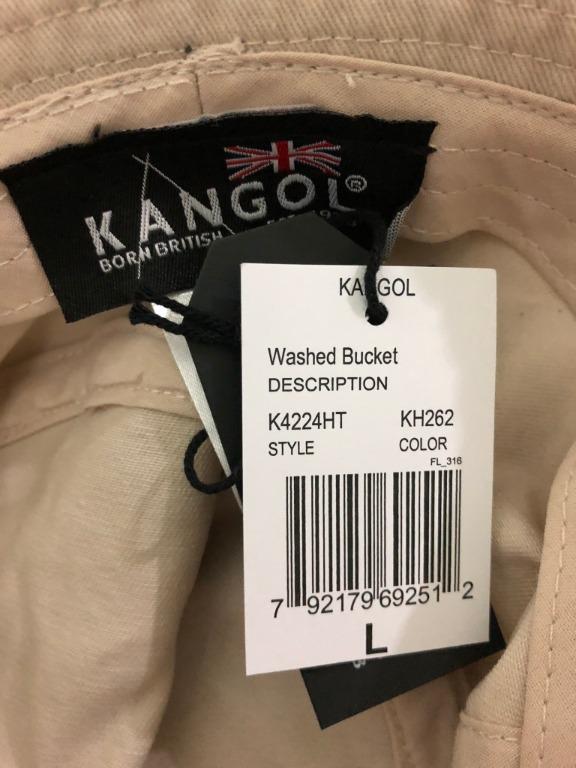 KANGOL®
BORN BRITISH
KANGOL
Washed Bucket
DESCRIPTION
K4224HT KH262
STYLE COLOR
FL_316
7 92179 69251 2
L